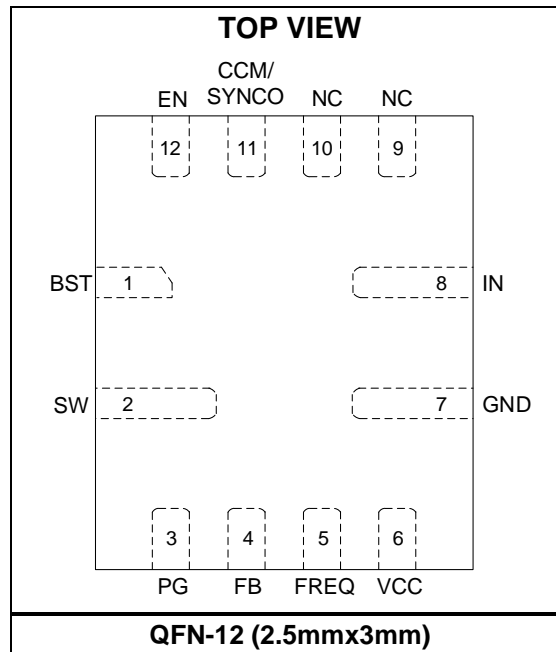 TOP VIEW
CCM/
EN SYNCO NC NC
12 11 10 9
BST 1 8 IN
SW 2 7 GND
3 4 5 6
PG FB FREQ VCC
QFN-12 (2.5mmx3mm)